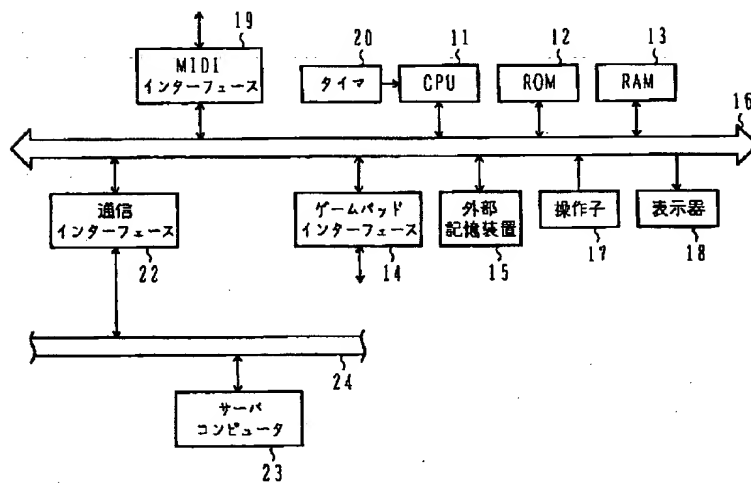 19
20
11
12
13
MIDI
インターフェース
タイマ
CPU
ROM
RAM
16
通信
インターフェース
ゲームパッド
インターフェース
外部
記憶装置
操作子
表示器
22
14
15
17
18
24
サーバ
コンピュータ
23